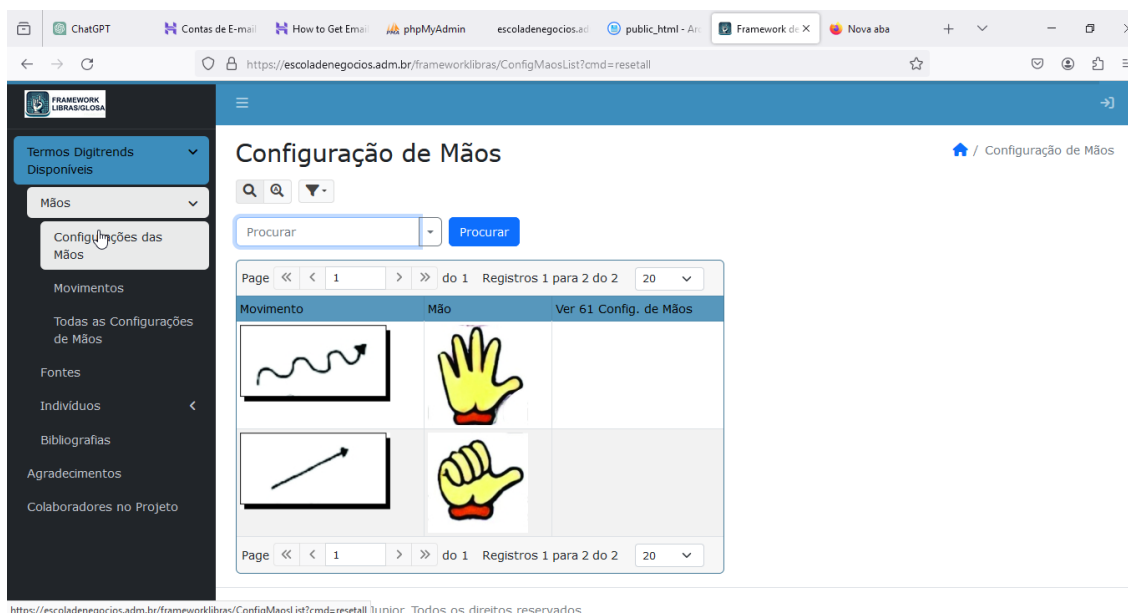 ChatGPT
Contas de E-mail
How to Get Emai
phpMyAdmin
escoladenegocios.ad
public_html - Arq
Framework de
Nova aba
https://escoladenegocios.adm.br/frameworklibras/ConfigMaosList?cmd=resetall
FRAMEWORK
LIBRAS/GLOSA
Termos Digitrends
Disponíveis
Mãos
Configurações das
Mãos
Movimentos
Todas as Configurações
de Mãos
Fontes
Indivíduos
Bibliografias
Agradecimentos
Colaboradores no Projeto
Configuração de Mãos
/ Configuração de Mãos
Procurar
Procurar
Page 1 do 1 Registros 1 para 2 do 2 20
Movimento Mão Ver 61 Config. de Mãos
Page 1 do 1 Registros 1 para 2 do 2 20
https://escoladenegocios.adm.br/frameworklibras/ConfigMaosList?cmd=resetall Junior. Todos os direitos reservados